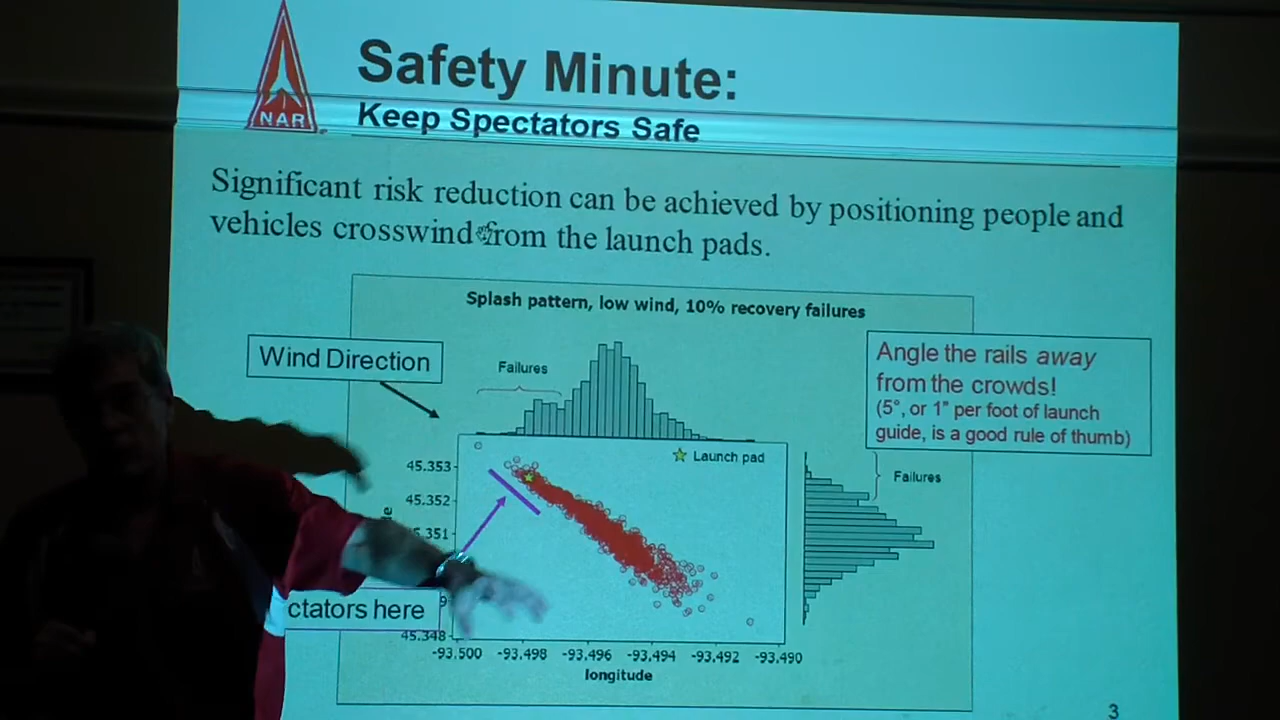 NAR
Safety Minute:
Keep Spectators Safe
Significant risk reduction can be achieved by positioning people and
vehicles crosswind from the launch pads.
Splash pattern, low wind, 10% recovery failures
Wind Direction
Failures
Angle the rails away
from the crowds!
(5°, or 1" per foot of launch
guide, is a good rule of thumb)
Launch pad
Failures
45.353
45.352
.351
ctators here
45.348
-93.500 -93.498 -93.496 -93.494 -93.492 -93.490
longitude
3